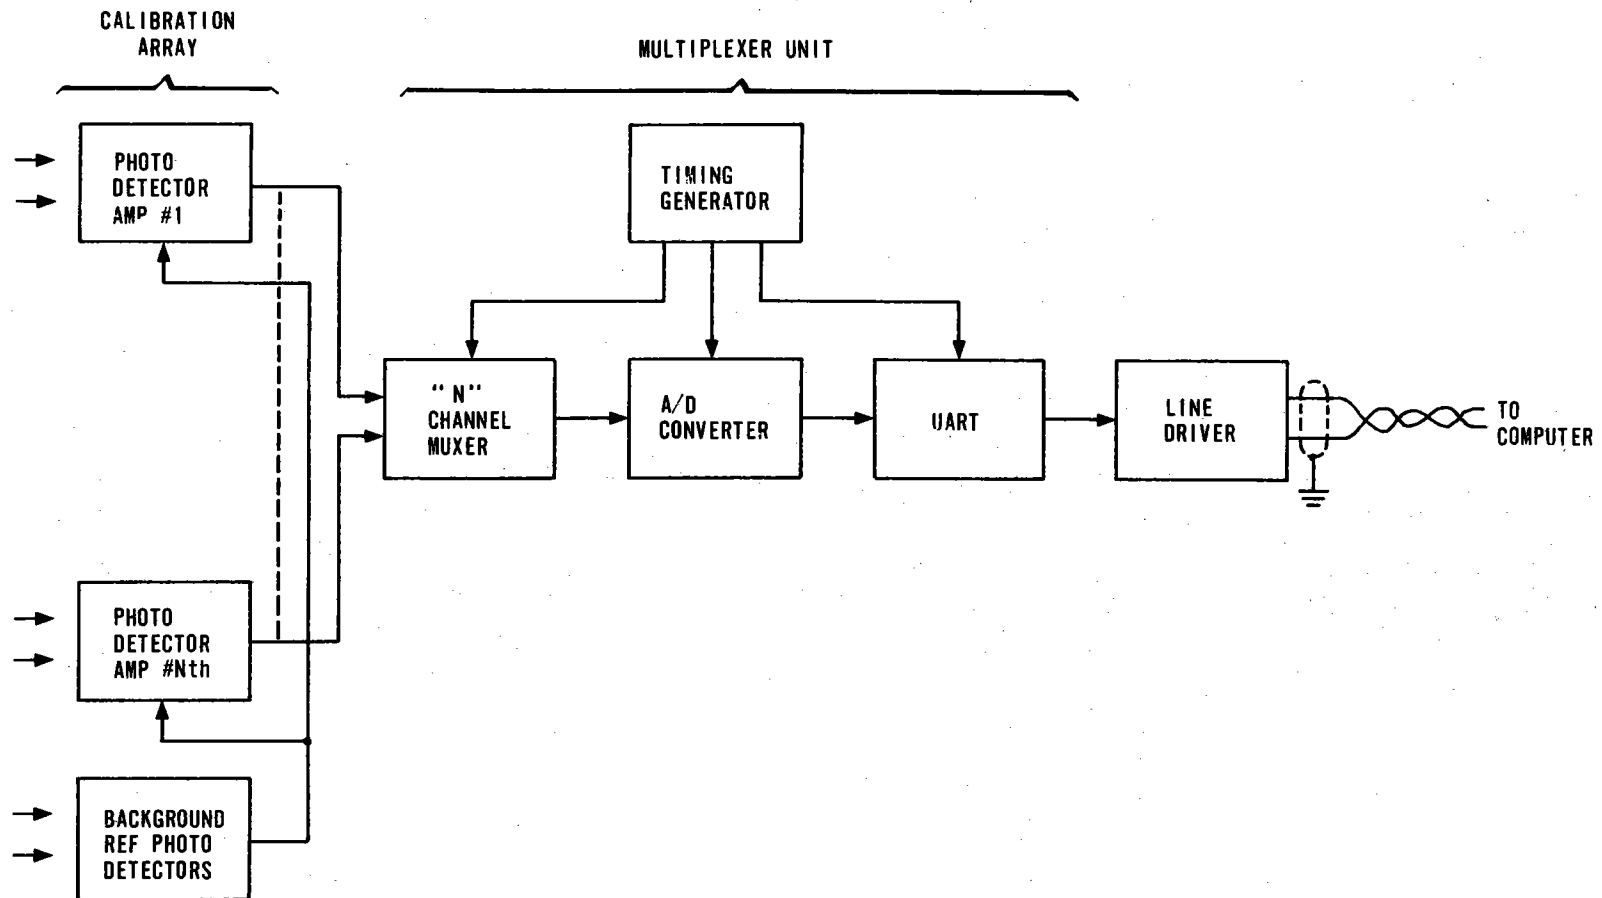 CALIBRATION
ARRAY
MULTIPLEXER UNIT
PHOTO
DETECTOR
AMP #1
TIMING
GENERATOR
"N"
CHANNEL
MUXER
A/D
CONVERTER
UART
LINE
DRIVER
TO
COMPUTER
PHOTO
DETECTOR
AMP #Nth
BACKGROUND
REF PHOTO
DETECTORS